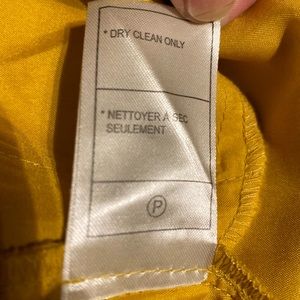 * DRY CLEAN ONLY
* NETTOYER A SEC
SEULEMENT
P